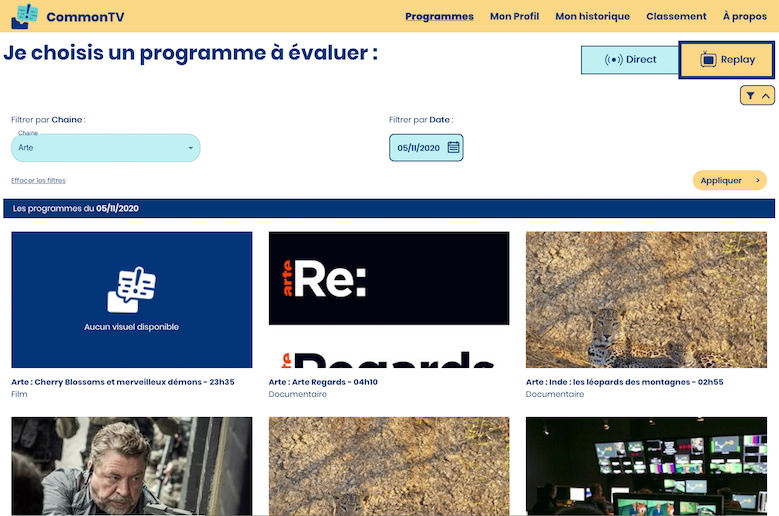 CommonTV
Programmes
Mon Profil
Mon historique
Classement
À propos
Je choisis un programme à évaluer :
Direct
Replay
Filtrer par Chaine :
Filtrer par Date :
Chaine
Arte
05/11/2020
Effacer les filtres
Appliquer >
Les programmes du 05/11/2020
Aucun visuel disponible
arte Re:
arte Regards
Arte : Cherry Blossoms et merveilleux démons - 23h35
Film
Arte : Arte Regards - 04h10
Documentaire
Arte : Inde : les léopards des montagnes - 02h55
Documentaire